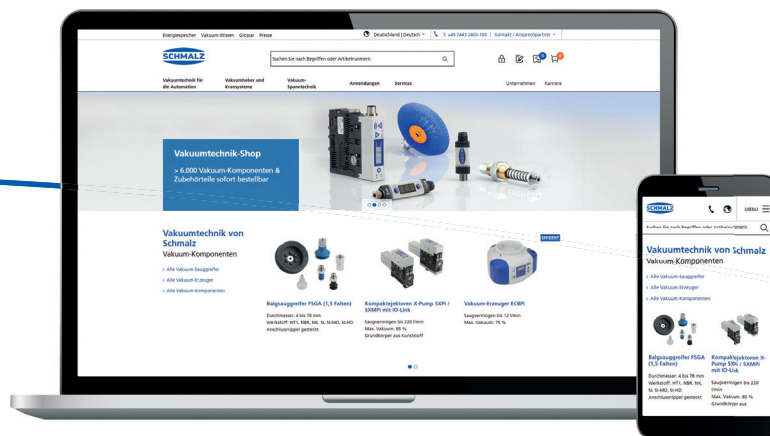 Energiespeicher Vakuum-Wissen Glossar Presse
Deutschland | Deutsch
T: +49 7443 2403-105 | Kontakt / Ansprechpartner
SCHMALZ
Suchen Sie nach Begriffen oder Artikelnummern
0
0
Vakuumtechnik für die Automation
Vakuumheber und Kransysteme
Vakuum-Spanntechnik
Anwendungen
Services
Unternehmen
Karriere
Vakuumtechnik-Shop
> 6.000 Vakuum-Komponenten &
Zubehörteile sofort bestellbar
Vakuumtechnik von
Schmalz
Vakuum-Komponenten
› Alle Vakuum-Sauggreifer
› Alle Vakuum-Erzeuger
› Alle Vakuum-Komponenten
Balgsauggreifer FSGA (1,5 Falten)
Durchmesser: 4 bis 78 mm
Werkstoff: HT1, NBR, NK, SI, SI-MD, SI-HD
Anschlussnippel gesteckt
Kompaktejektoren X-Pump SXPi /
SXMPi mit IO-Link
Saugvermögen bis 220 l/min
Max. Vakuum: 85 %
Grundkörper aus Kunststoff
EFFIZIENT
Vakuum-Erzeuger ECBPi
Saugvermögen bis 12 l/min
Max. Vakuum: 75 %
SCHMALZ
MENU
Suchen Sie nach Begriffen oder Artikelnummern
Vakuumtechnik von Schmalz
Vakuum-Komponenten
› Alle Vakuum-Sauggreifer
› Alle Vakuum-Erzeuger
› Alle Vakuum-Komponenten
Balgsauggreifer FSGA
(1,5 Falten)
Durchmesser: 4 bis 78 mm
Werkstoff: HT1, NBR, NK,
SI, SI-MD, SI-HD
Anschlussnippel gesteckt
Kompaktejektoren X-
Pump SXPi / SXMPi
mit IO-Link
Saugvermögen bis 220
l/min
Max. Vakuum: 85 %
Grundkörper aus